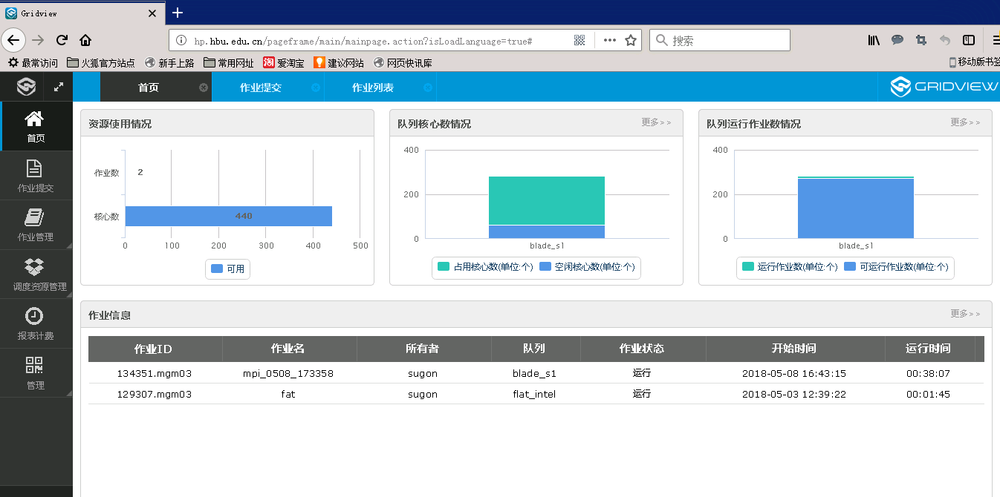 Gridview
hp.hbu.edu.cn/pageframe/main/mainpage.action?isLoadLanguage=true#
搜索
最常访问 火狐官方站点 新手上路 常用网址 淘 爱淘宝 建议网站 网页快讯库 移动版书签
首页 作业提交 作业列表 GRIDVIEW
首页
作业提交
作业管理
调度资源管理
报表计费
管理
资源使用情况
作业数 2
核心数 440
0 100 200 300 400 500
可用
队列核心数情况 更多>>
400
200
0
blade_s1
占用核心数(单位:个) 空闲核心数(单位:个)
队列运行作业数情况 更多>>
400
200
0
blade_s1
运行作业数(单位:个) 可运行作业数(单位:个)
作业信息 更多>>
作业ID 作业名 所有者 队列 作业状态 开始时间 运行时间
134351.mgm03 mpi_0508_173358 sugon blade_s1 运行 2018-05-08 16:43:15 00:38:07
129307.mgm03 fat sugon flat_intel 运行 2018-05-03 12:39:22 00:01:45